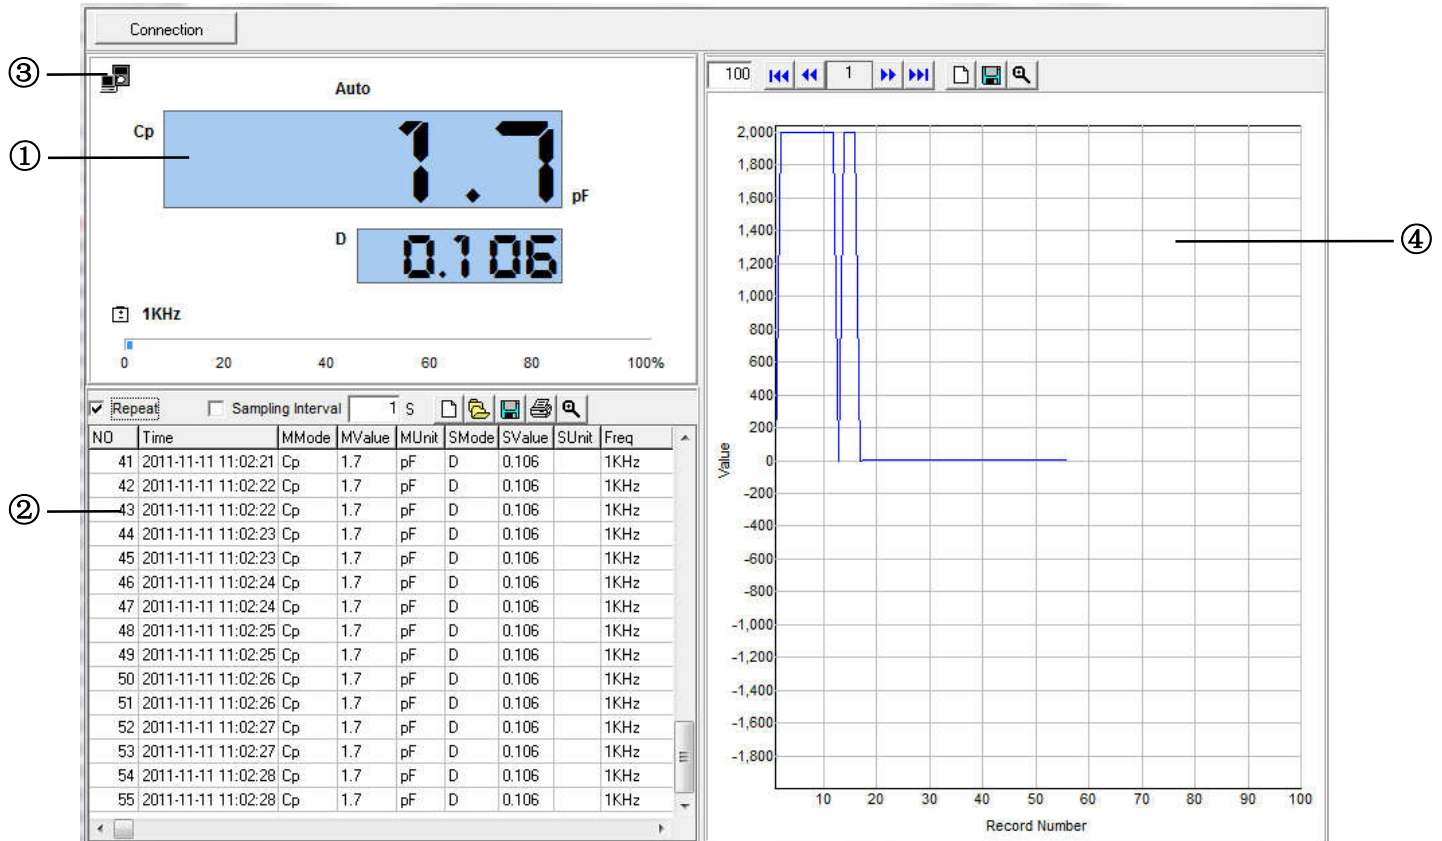 Connection
③
Auto
Cp
1.7
pF
①
D
0.106
1KHz
0 20 40 60 80 100%
Repeat Sampling Interval 1 S
NO Time MMode MValue MUnit SMode SValue SUnit Freq
41 2011-11-11 11:02:21 Cp 1.7 pF D 0.106 1KHz
42 2011-11-11 11:02:22 Cp 1.7 pF D 0.106 1KHz
②
43 2011-11-11 11:02:22 Cp 1.7 pF D 0.106 1KHz
44 2011-11-11 11:02:23 Cp 1.7 pF D 0.106 1KHz
45 2011-11-11 11:02:23 Cp 1.7 pF D 0.106 1KHz
46 2011-11-11 11:02:24 Cp 1.7 pF D 0.106 1KHz
47 2011-11-11 11:02:24 Cp 1.7 pF D 0.106 1KHz
48 2011-11-11 11:02:25 Cp 1.7 pF D 0.106 1KHz
49 2011-11-11 11:02:25 Cp 1.7 pF D 0.106 1KHz
50 2011-11-11 11:02:26 Cp 1.7 pF D 0.106 1KHz
51 2011-11-11 11:02:26 Cp 1.7 pF D 0.106 1KHz
52 2011-11-11 11:02:27 Cp 1.7 pF D 0.106 1KHz
53 2011-11-11 11:02:27 Cp 1.7 pF D 0.106 1KHz
54 2011-11-11 11:02:28 Cp 1.7 pF D 0.106 1KHz
55 2011-11-11 11:02:28 Cp 1.7 pF D 0.106 1KHz
100 1
2,000
1,800
1,600
1,400
1,200
1,000
800
600
400
200
0
-200
-400
-600
-800
-1,000
-1,200
-1,400
-1,600
-1,800
Value
10 20 30 40 50 60 70 80 90 100
Record Number
④